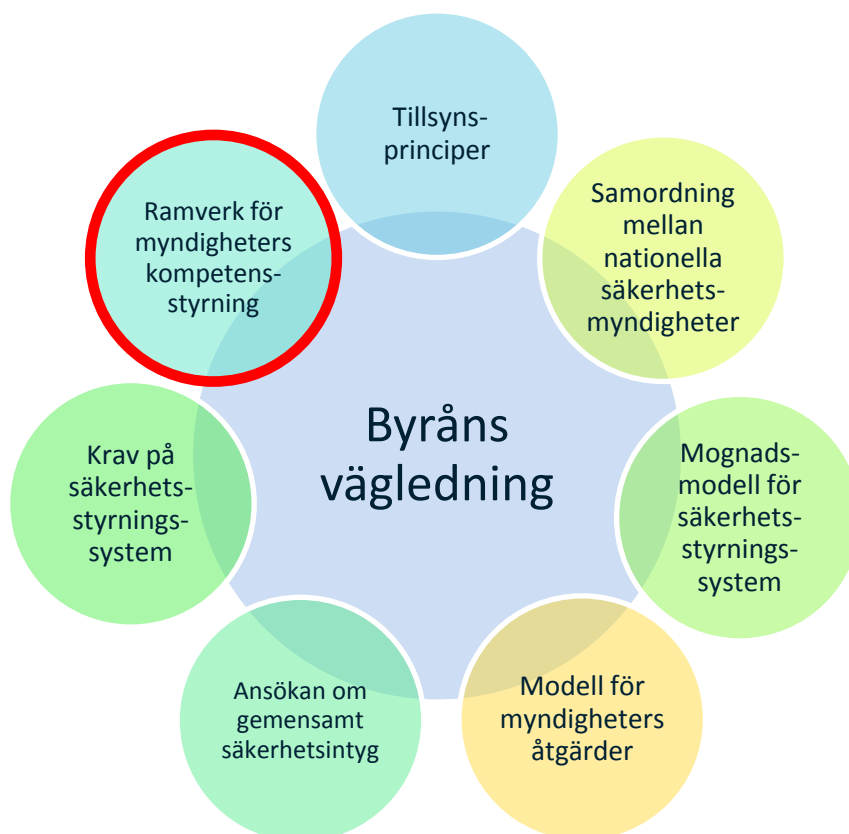 Tillsyns-
principer
Samordning
mellan
nationella
säkerhets-
myndigheter
Mognads-
modell för
säkerhets-
styrnings-
system
Modell för
myndigheters
åtgärder
Ansökan om
gemensamt
säkerhetsintyg
Krav på
säkerhets-
styrnings-
system
Ramverk för
myndigheters
kompetens-
styrning
Byråns
vägledning